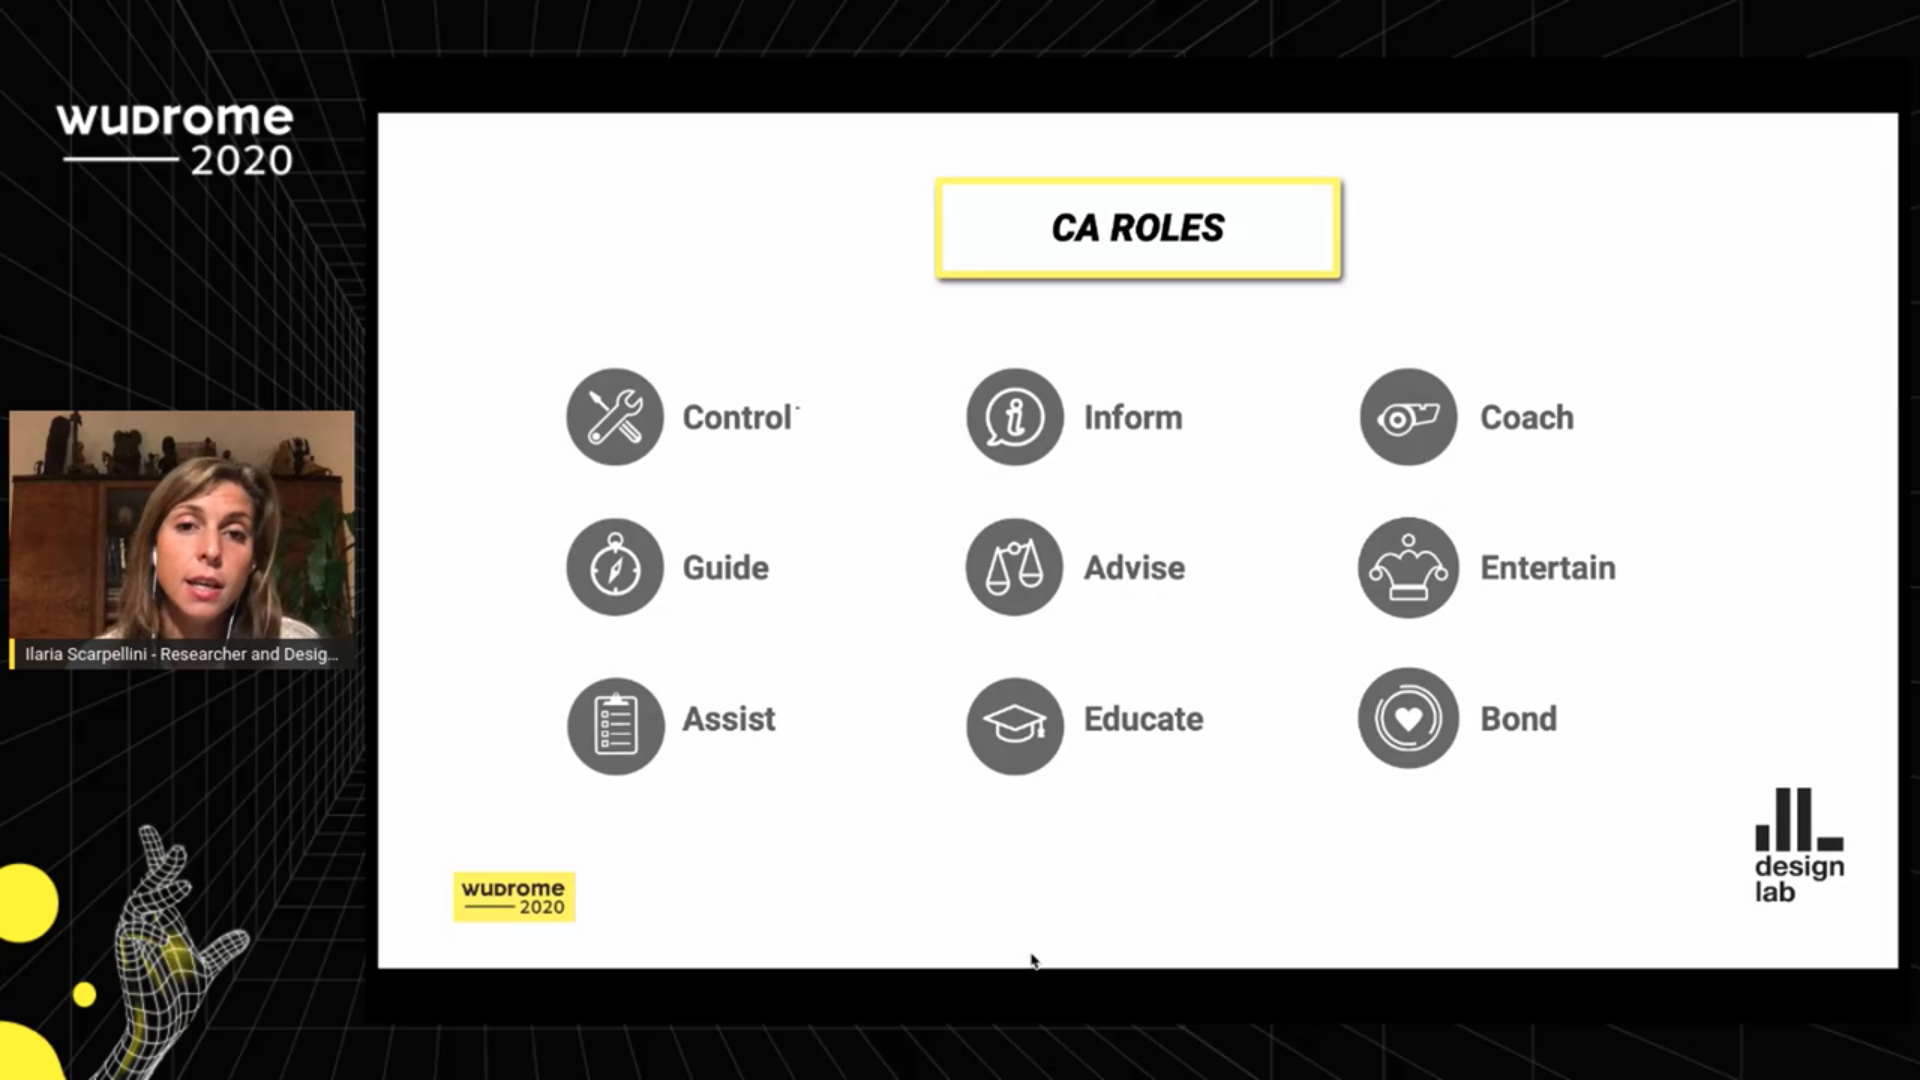 wuDrome
2020
CA ROLES
Control
Inform
Coach
Guide
Advise
Entertain
Assist
Educate
Bond
Ilaria Scarpellini - Researcher and Desig...
wuDrome
2020
design
lab